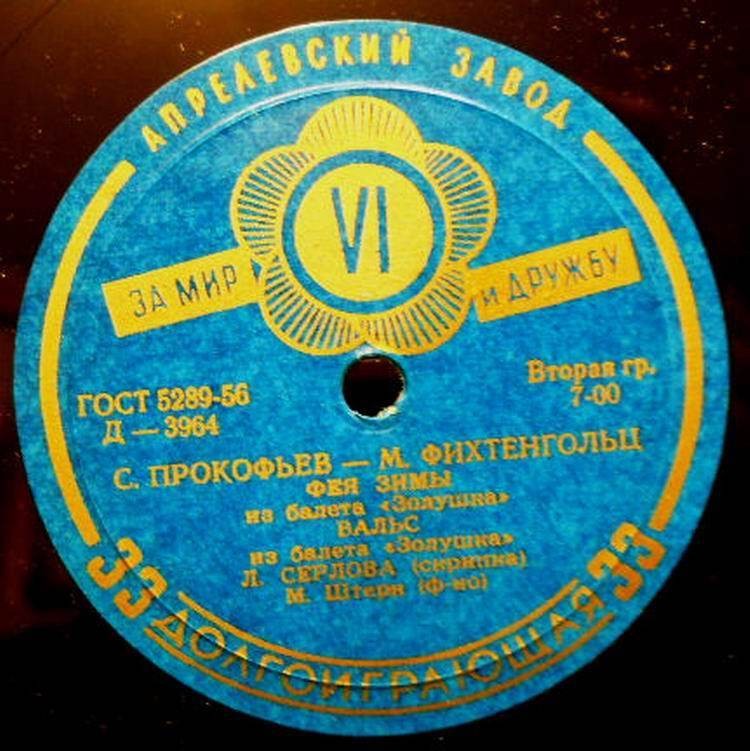 АПРЕЛЕВСКИЙ ЗАВОД
VI
ЗА МИР
и ДРУЖБУ
ГОСТ 5289-56
Д — 3964
Вторая гр.
7-00
С. ПРОКОФЬЕВ — М. ФИХТЕНГОЛЬЦ
ФЕЯ ЗИМЫ
из балета «Золушка»
ВАЛЬС
из балета «Золушка»
Л. СЕРЛОВА (скрипка)
М. Штерн (ф-но)
33 ДОЛГОИГРАЮЩАЯ 33